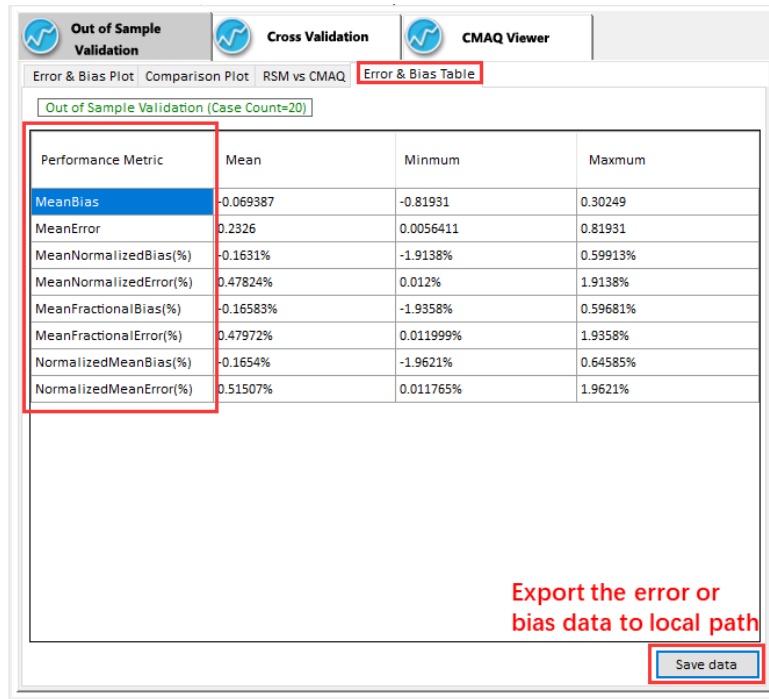 Out of Sample
Validation
Cross Validation
CMAQ Viewer
Error & Bias Plot Comparison Plot RSM vs CMAQ Error & Bias Table
Out of Sample Validation (Case Count=20)
Performance Metric Mean Minmum Maxmum
MeanBias -0.069387 -0.81931 0.30249
MeanError 0.2326 0.0056411 0.81931
MeanNormalizedBias(%) -0.1631% -1.9138% 0.59913%
MeanNormalizedError(%) 0.47824% 0.012% 1.9138%
MeanFractionalBias(%) -0.16583% -1.9358% 0.59681%
MeanFractionalError(%) 0.47972% 0.011999% 1.9358%
NormalizedMeanBias(%) -0.1654% -1.9621% 0.64585%
NormalizedMeanError(%) 0.51507% 0.011765% 1.9621%
Export the error or
bias data to local path
Save data